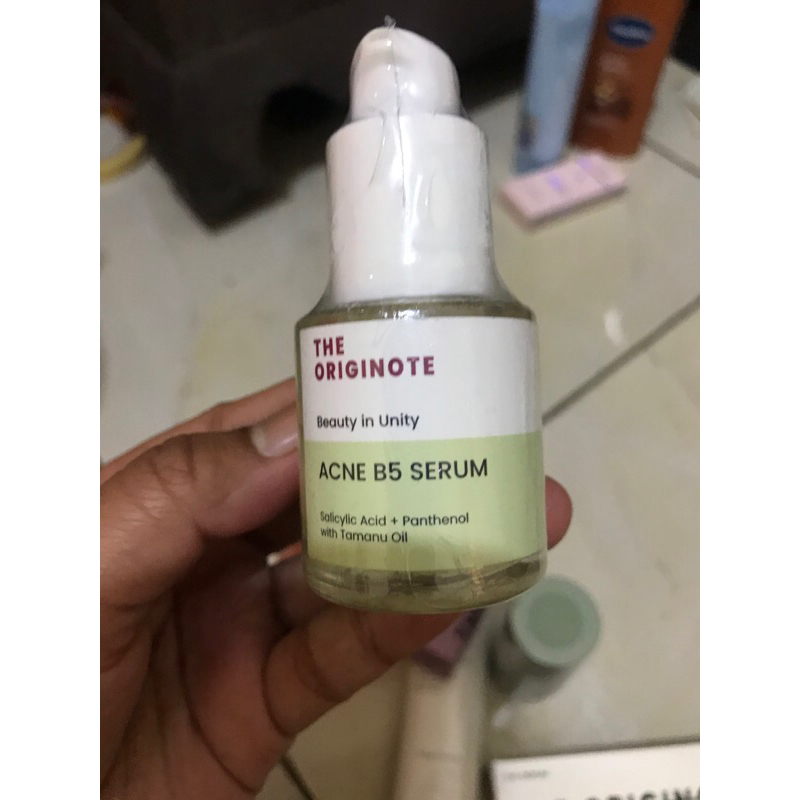 THE
ORIGINOTE
Beauty in Unity
ACNE B5 SERUM
Salicylic Acid + Panthenol
with Tamanu Oil